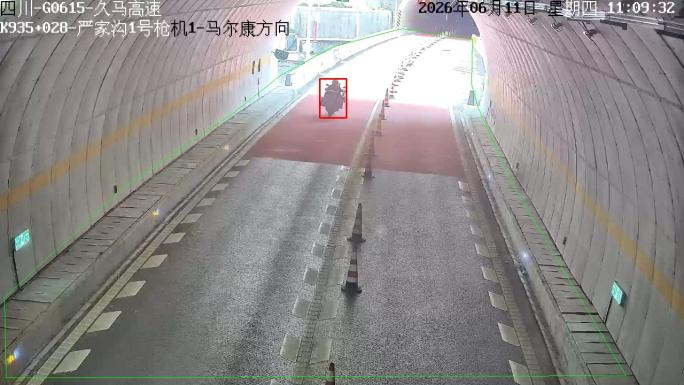 四川-G0615-久马高速
2026年06月11日 星期四 11:09:32
K935+028-严家沟1号枪机1-马尔康方向